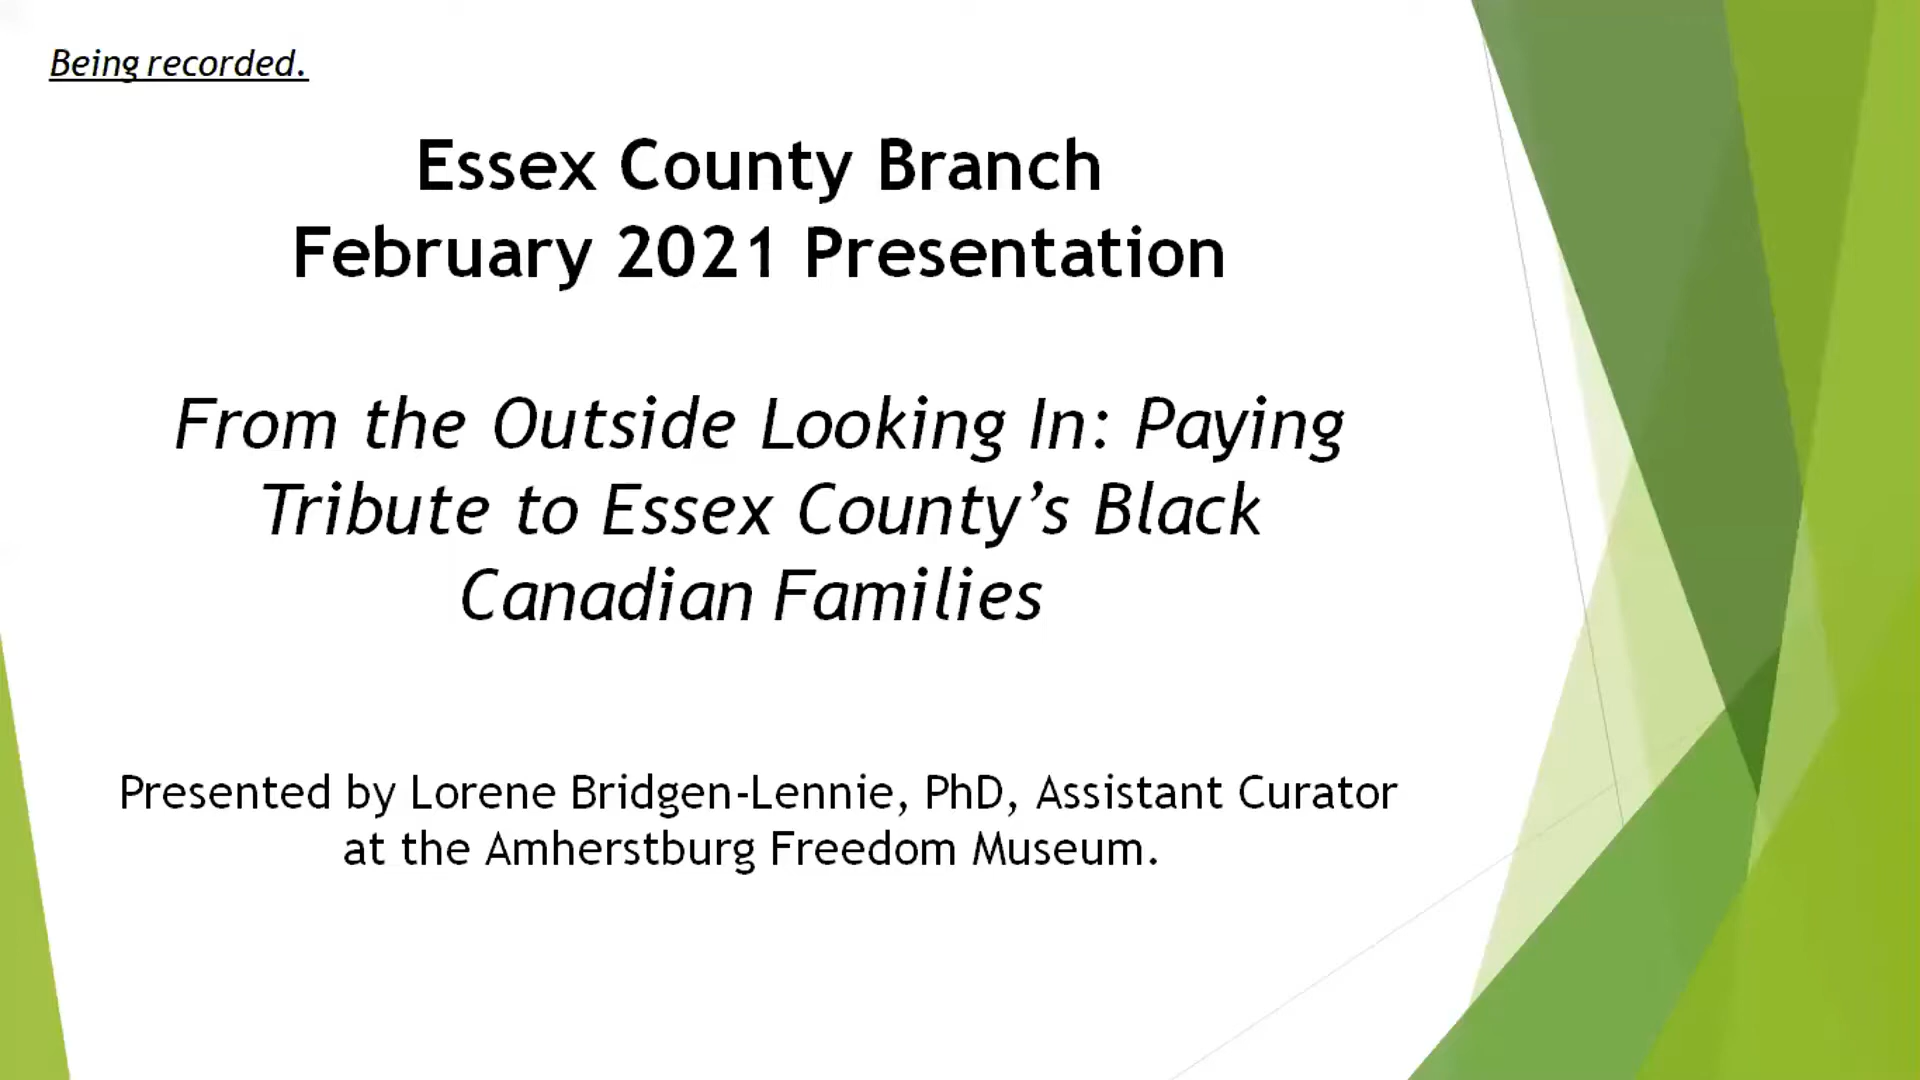 Being recorded.
Essex County Branch
February 2021 Presentation
From the Outside Looking In: Paying
Tribute to Essex County’s Black
Canadian Families
Presented by Lorene Bridgen-Lennie, PhD, Assistant Curator
at the Amherstburg Freedom Museum.